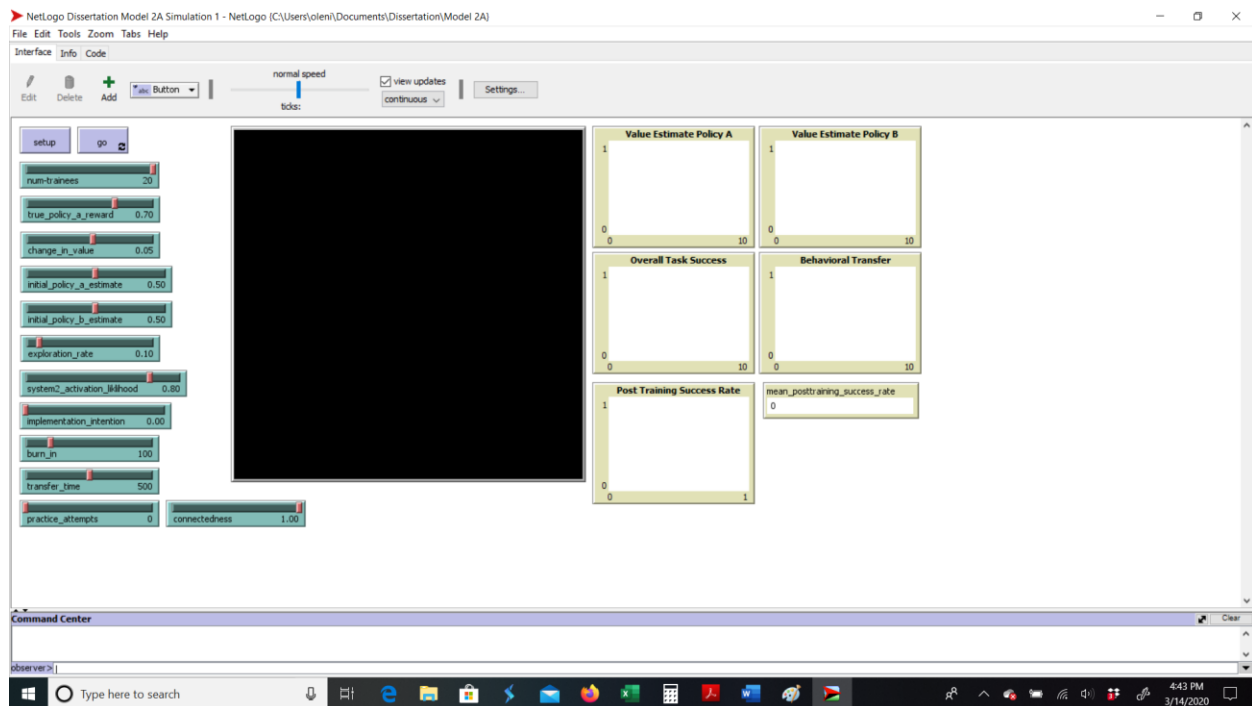 NetLogo Dissertation Model 2A Simulation 1 - NetLogo {C:\Users\oleni\Documents\Dissertation\Model 2A}
File Edit Tools Zoom Tabs Help
Interface Info Code
Edit Delete Add abc Button normal speed ticks: view updates continuous Settings...
setup go
num-trainees 20
true_policy_a_reward 0.70
change_in_value 0.05
initial_policy_a_estimate 0.50
initial_policy_b_estimate 0.50
exploration_rate 0.10
system2_activation_liklihood 0.80
implementation_intention 0.00
burn_in 100
transfer_time 500
practice_attempts 0 connectedness 1.00
Value Estimate Policy A
1
0
0 10
Value Estimate Policy B
1
0
0 10
Overall Task Success
1
0
0 10
Behavioral Transfer
1
0
0 10
Post Training Success Rate
1
0
0 1
mean_posttraining_success_rate
0
Command Center Clear
observer>
Type here to search
4:43 PM
3/14/2020